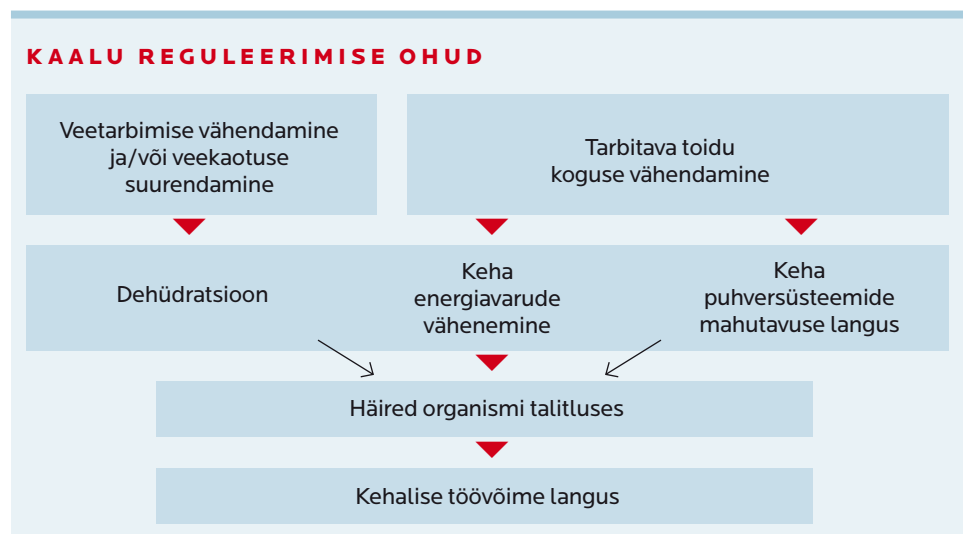 KAALU REGULEERIMISE OHUD
Veetarbimise vähendamine
ja/või veekaotuse
suurendamine
Tarbitava toidu
koguse vähendamine
Dehüdratsioon
Keha
energiavarude
vähenemine
Keha
puhversüsteemide
mahutavuse langus
Häired organismi talitluses
Kehalise töövõime langus